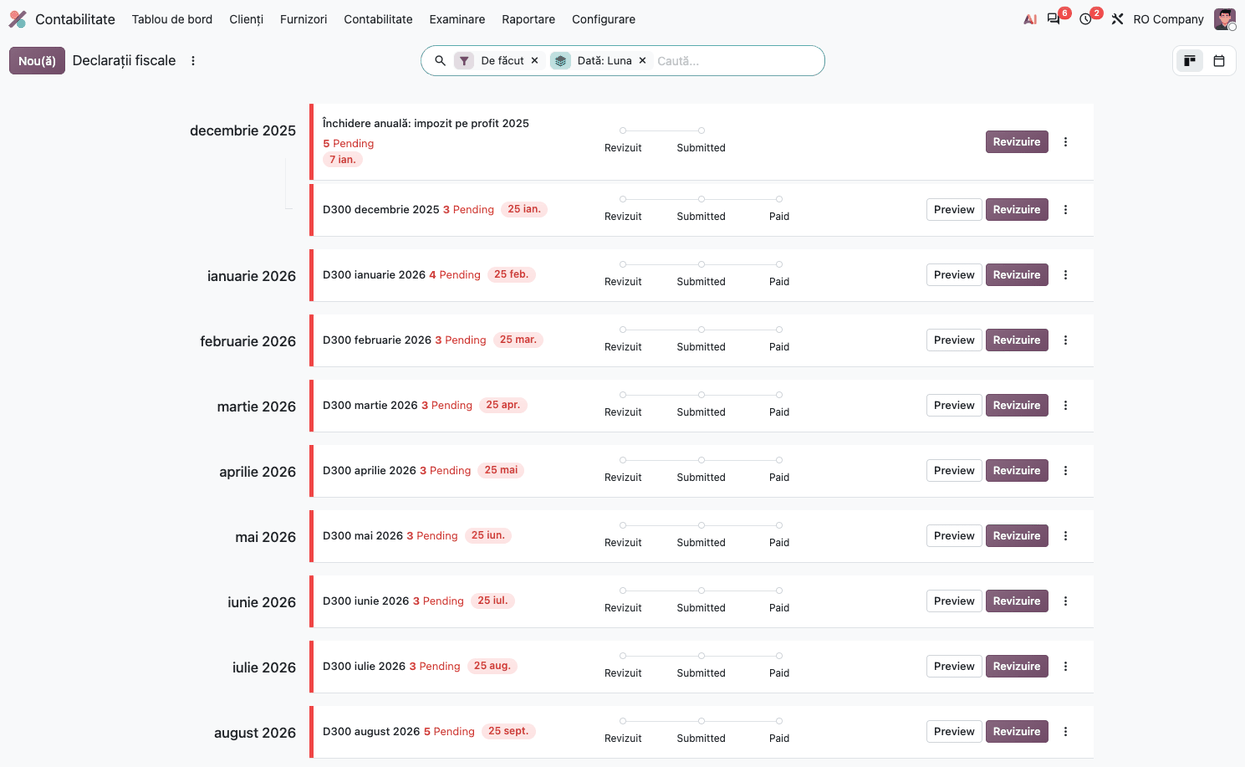 Contabilitate Tablou de bord Clienți Furnizori Contabilitate Examinare Raportare Configurare AI 6 2 RO Company
Nou(ă) Declarații fiscale De făcut Dată: Luna Caută...
decembrie 2025
Închidere anuală: impozit pe profit 2025
5 Pending
7 ian.
Revizuit Submitted
Revizuire
D300 decembrie 2025 3 Pending 25 ian.
Revizuit Submitted Paid
Preview Revizuire
ianuarie 2026
D300 ianuarie 2026 4 Pending 25 feb.
Revizuit Submitted Paid
Preview Revizuire
februarie 2026
D300 februarie 2026 3 Pending 25 mar.
Revizuit Submitted Paid
Preview Revizuire
martie 2026
D300 martie 2026 3 Pending 25 apr.
Revizuit Submitted Paid
Preview Revizuire
aprilie 2026
D300 aprilie 2026 3 Pending 25 mai
Revizuit Submitted Paid
Preview Revizuire
mai 2026
D300 mai 2026 3 Pending 25 iun.
Revizuit Submitted Paid
Preview Revizuire
iunie 2026
D300 iunie 2026 3 Pending 25 iul.
Revizuit Submitted Paid
Preview Revizuire
iulie 2026
D300 iulie 2026 3 Pending 25 aug.
Revizuit Submitted Paid
Preview Revizuire
august 2026
D300 august 2026 5 Pending 25 sept.
Revizuit Submitted Paid
Preview Revizuire